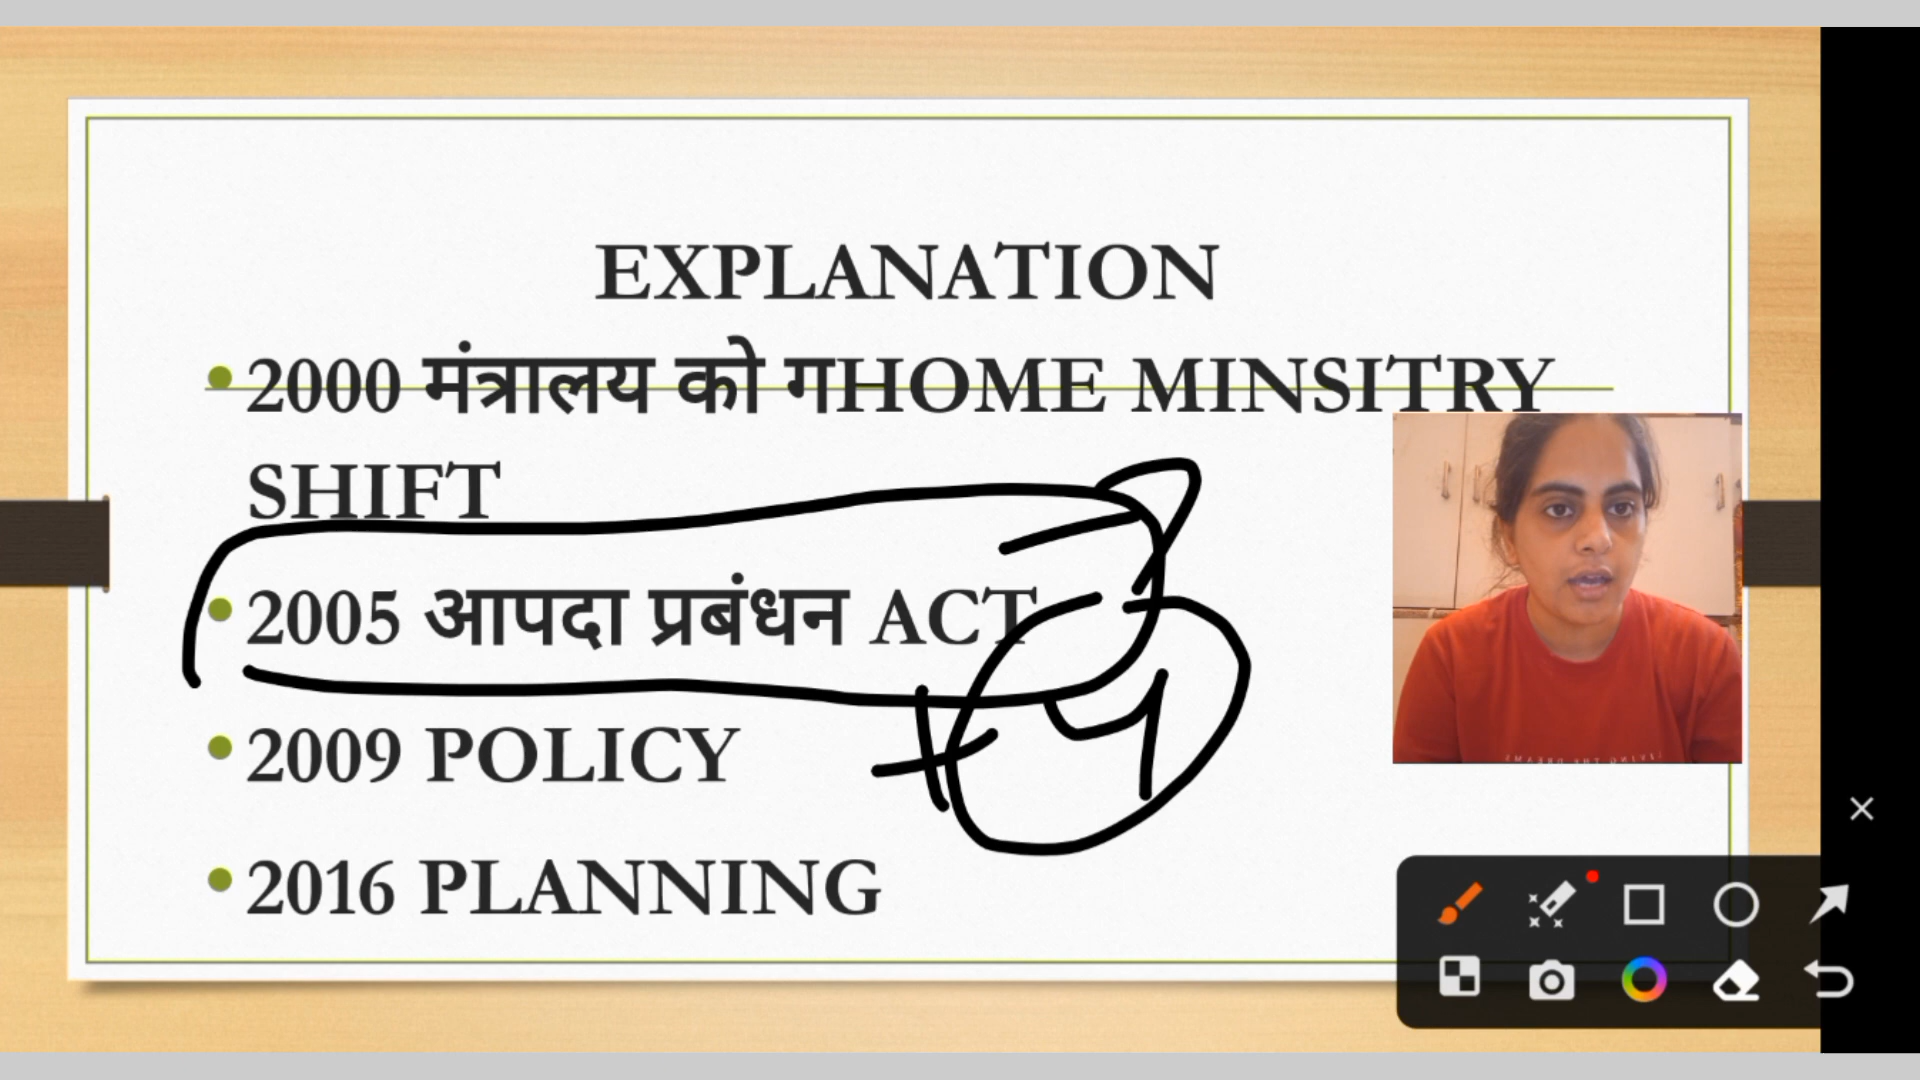 EXPLANATION
2000 मंत्रालय को गHOME MINSITRY
SHIFT
2005 आपदा प्रबंधन ACT
2009 POLICY
2016 PLANNING